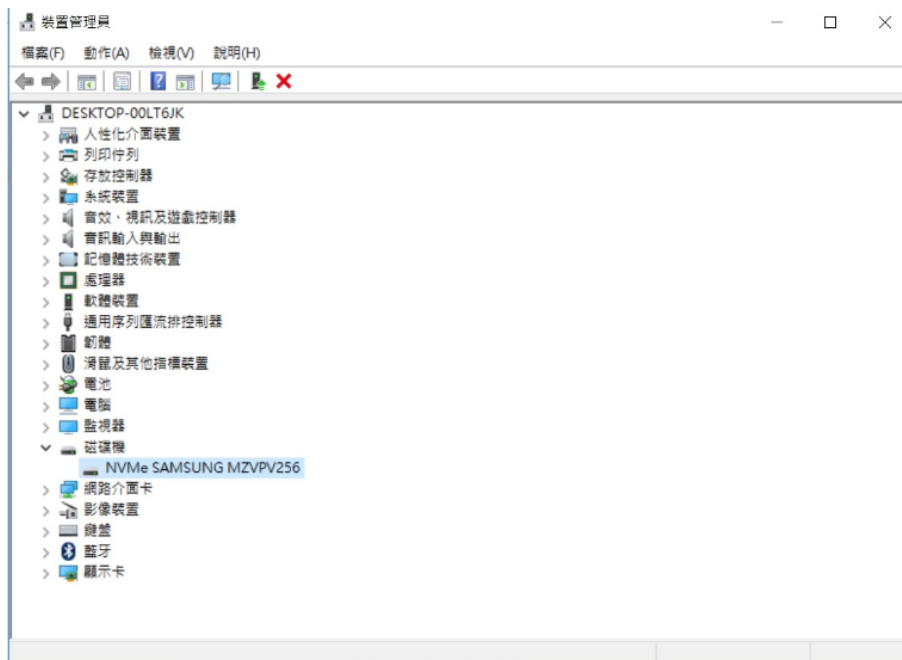 裝置管理員
檔案(F) 動作(A) 檢視(V) 說明(H)
DESKTOP-00LT6JK
人性化介面裝置
列印佇列
存放控制器
系統裝置
音效、視訊及遊戲控制器
音訊輸入與輸出
記憶體技術裝置
處理器
軟體裝置
通用序列匯流排控制器
韌體
滑鼠及其他指標裝置
電池
電腦
監視器
磁碟機
NVMe SAMSUNG MZVPV256
網路介面卡
影像裝置
鍵盤
藍牙
顯示卡